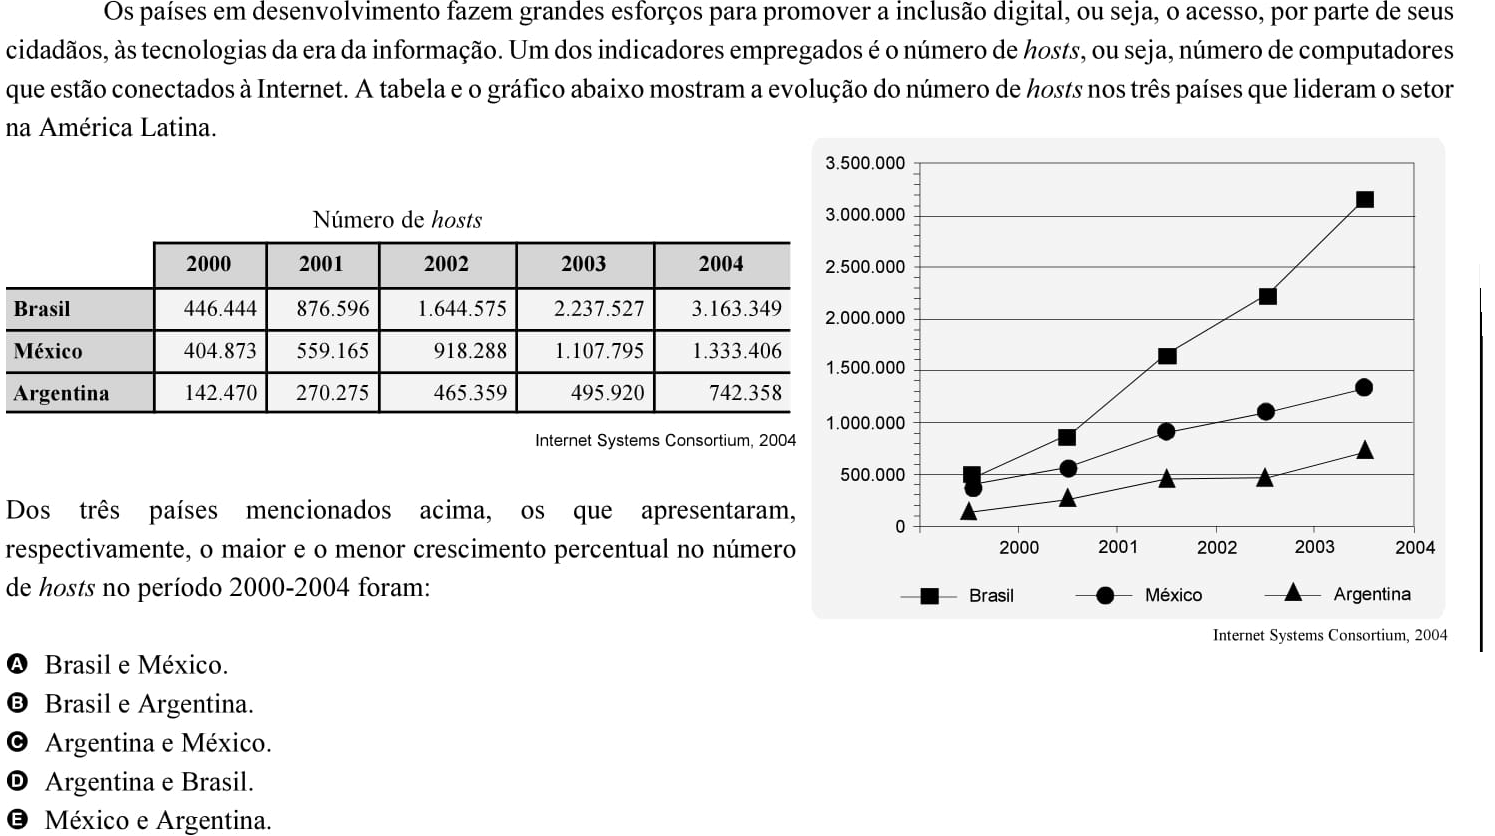 Os países em desenvolvimento fazem grandes esforços para promover a inclusão digital, ou seja, o acesso, por parte de seus
cidadãos, às tecnologias da era da informação. Um dos indicadores empregados é o número de hosts, ou seja, número de computadores
que estão conectados à Internet. A tabela e o gráfico abaixo mostram a evolução do número de hosts nos três países que lideram o setor
na América Latina.
Número de hosts
2000 2001 2002 2003 2004
Brasil 446.444 876.596 1.644.575 2.237.527 3.163.349
México 404.873 559.165 918.288 1.107.795 1.333.406
Argentina 142.470 270.275 465.359 495.920 742.358
Internet Systems Consortium, 2004
3.500.000
3.000.000
2.500.000
2.000.000
1.500.000
1.000.000
500.000
0
2000 2001 2002 2003 2004
Brasil México Argentina
Internet Systems Consortium, 2004
Dos três países mencionados acima, os que apresentaram,
respectivamente, o maior e o menor crescimento percentual no número
de hosts no período 2000-2004 foram:
A Brasil e México.
B Brasil e Argentina.
C Argentina e México.
D Argentina e Brasil.
E México e Argentina.